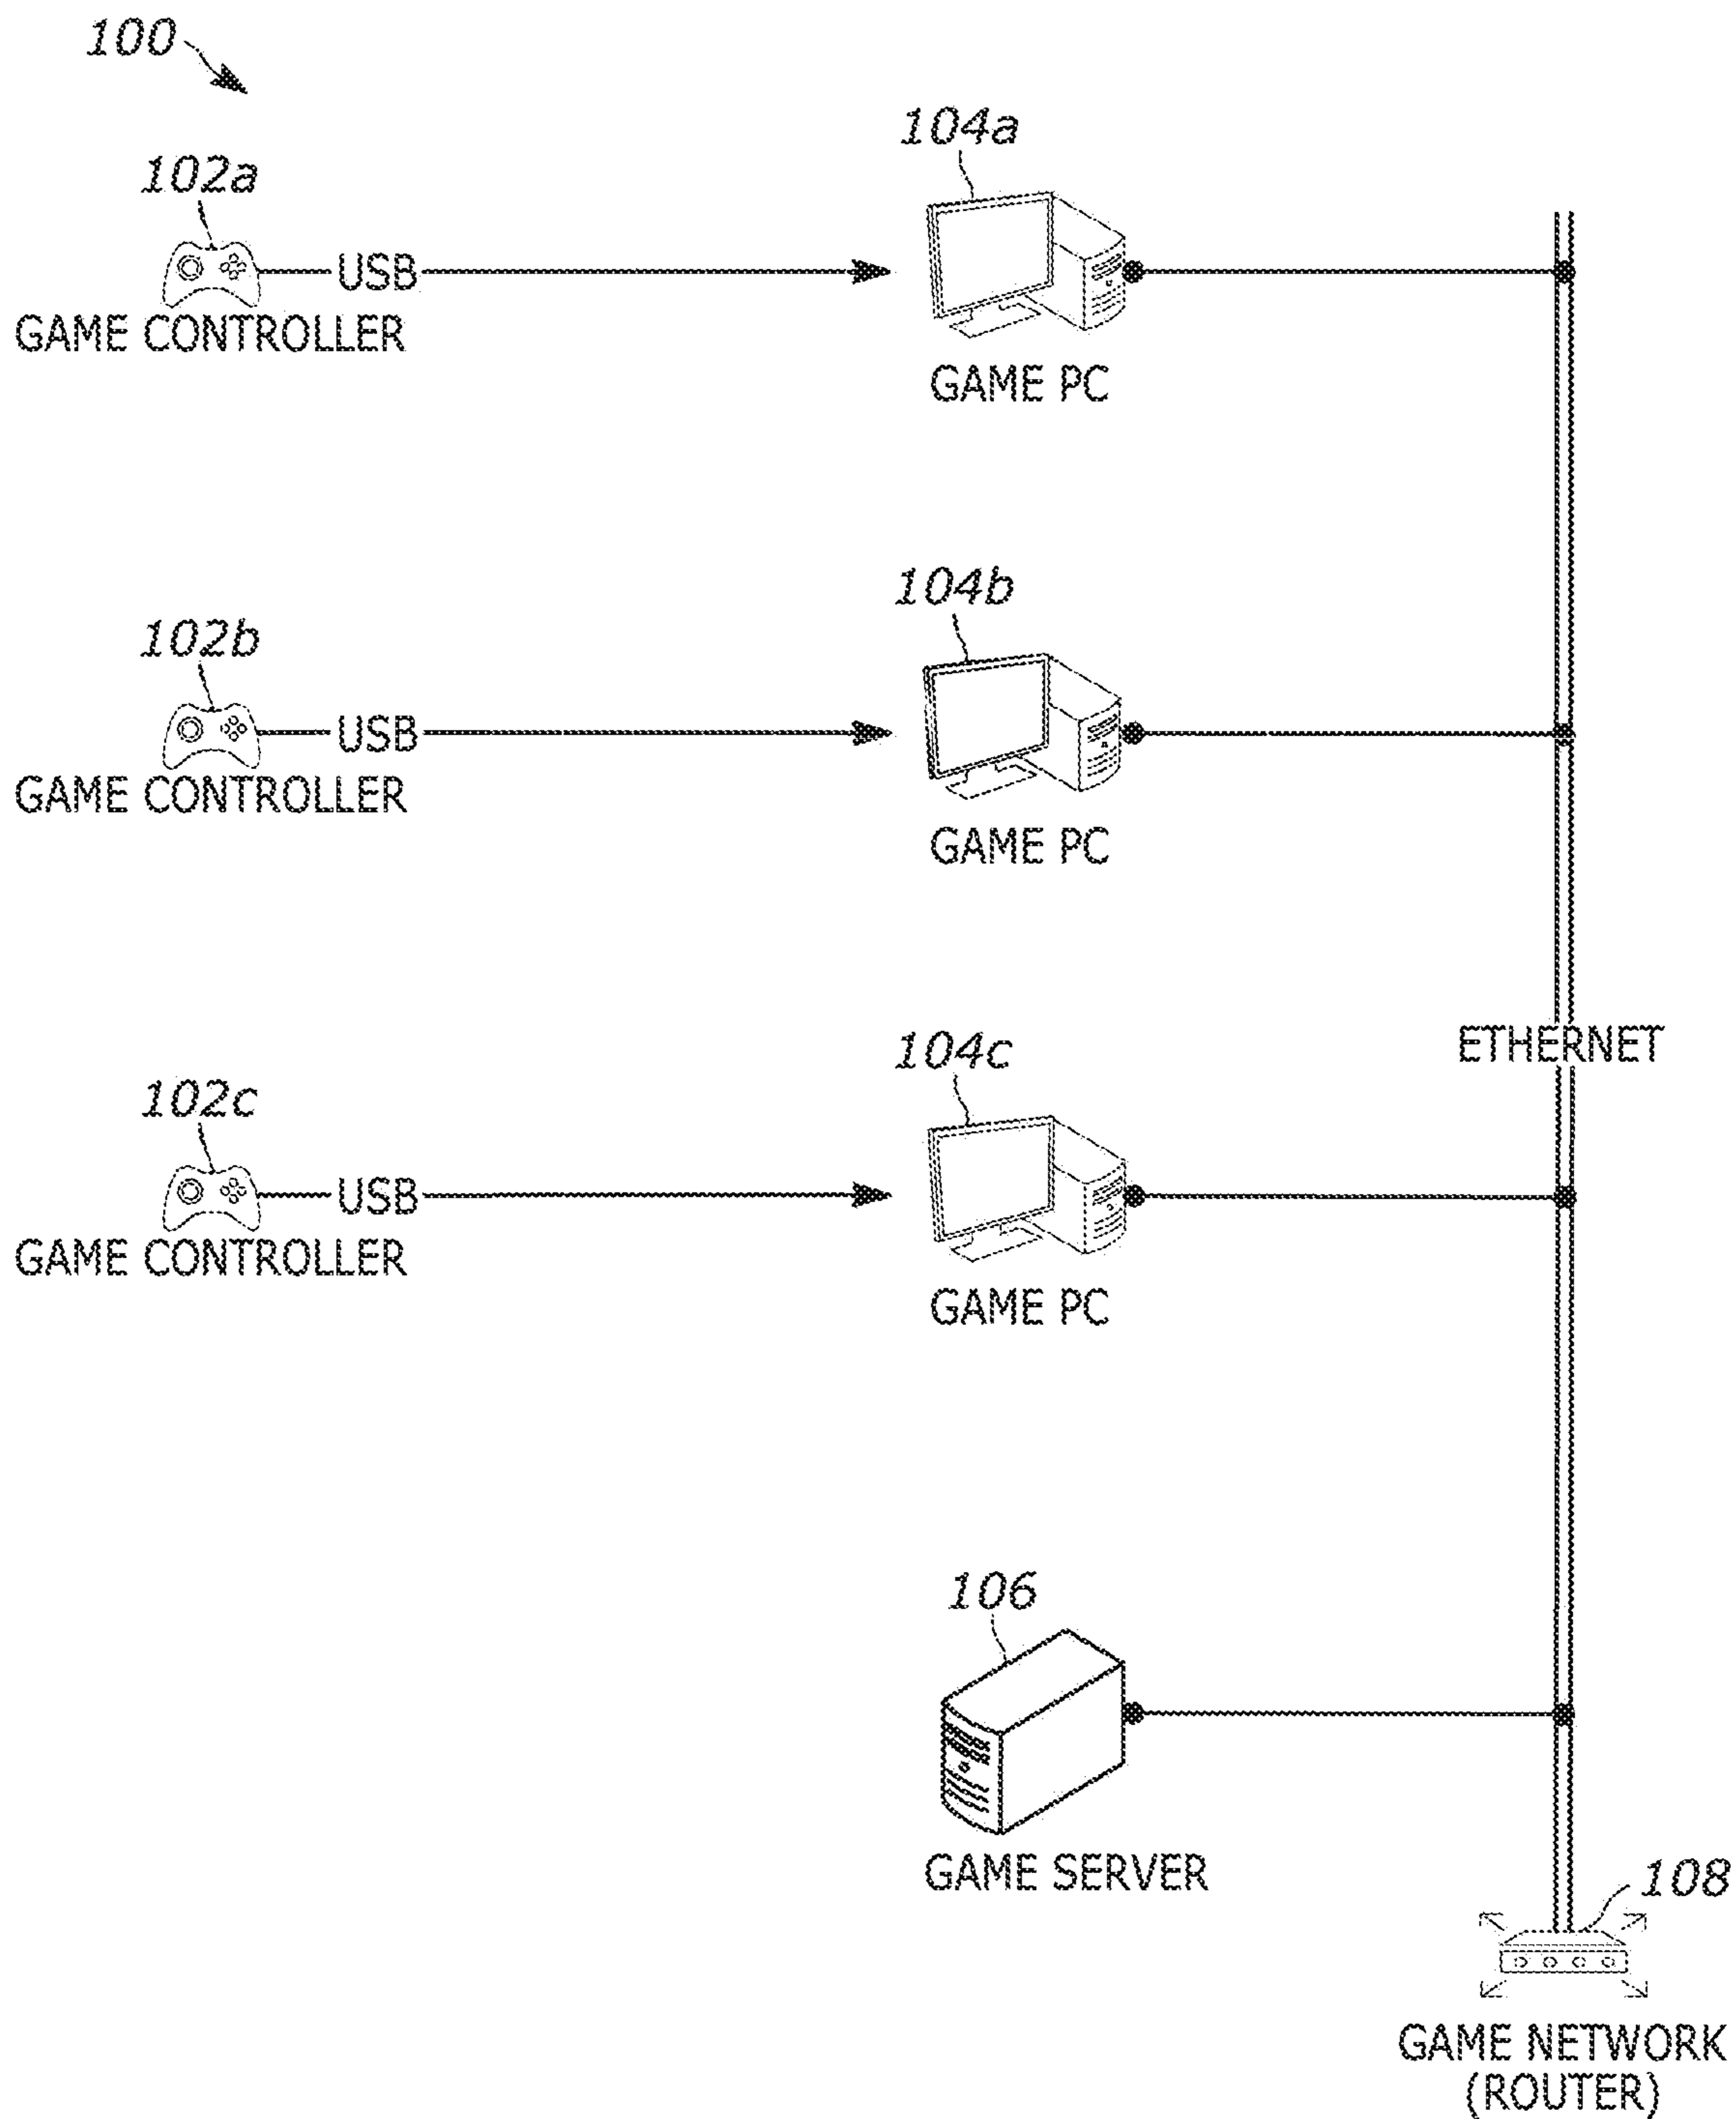 100
104a
102a
USB
GAME CONTROLLER
GAME PC
104b
102b
USB
GAME CONTROLLER
GAME PC
ETHERNET
104c
102c
USB
GAME CONTROLLER
GAME PC
106
GAME SERVER
108
GAME NETWORK
(ROUTER)